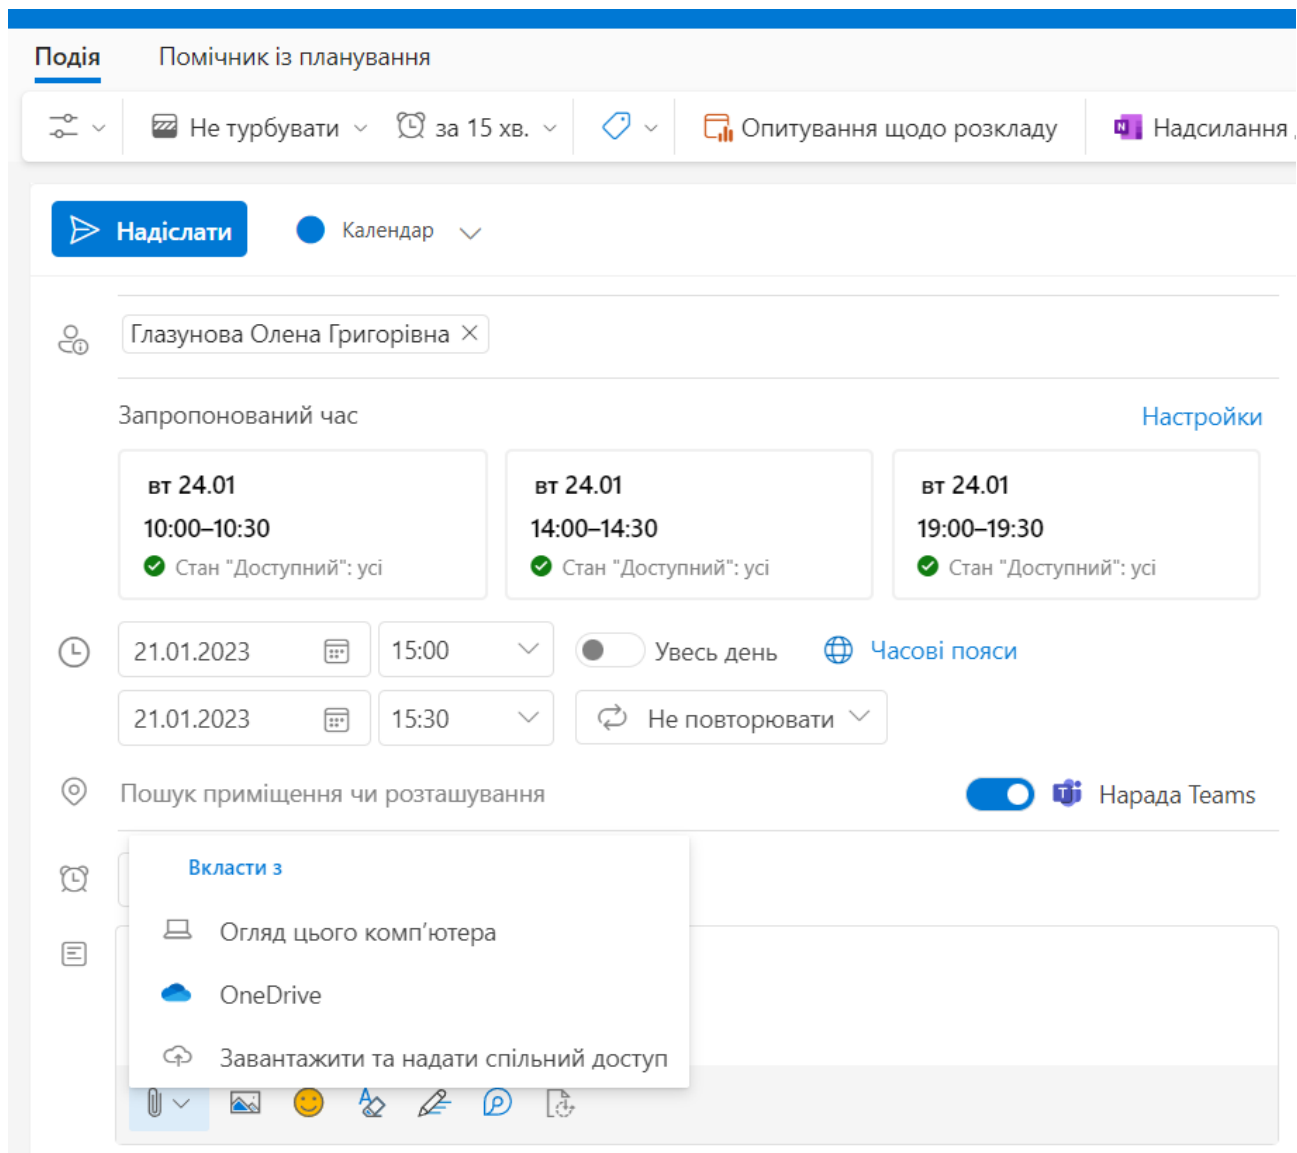 Подія Помічник із планування
Не турбувати за 15 хв. Опитування щодо розкладу Надсилання
Надіслати Календар
Глазунова Олена Григорівна
Запропонований час Настройки
вт 24.01 вт 24.01 вт 24.01
10:00–10:30 14:00–14:30 19:00–19:30
Стан "Доступний": усі Стан "Доступний": усі Стан "Доступний": усі
21.01.2023 15:00 Увесь день Часові пояси
21.01.2023 15:30 Не повторювати
Пошук приміщення чи розташування Нарада Teams
Вкласти з
Огляд цього комп’ютера
OneDrive
Завантажити та надати спільний доступ